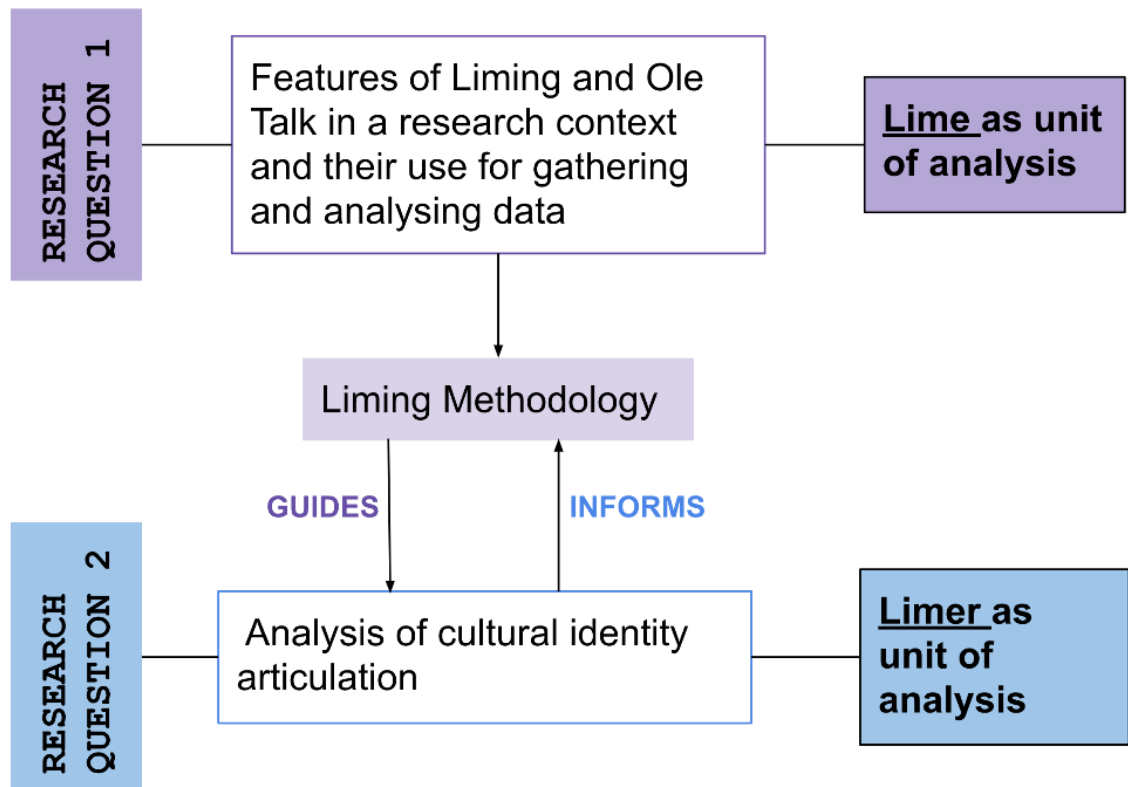 RESEARCH
QUESTION 1
Features of Liming and Ole
Talk in a research context
and their use for gathering
and analysing data
Lime as unit
of analysis
Liming Methodology
GUIDES
INFORMS
RESEARCH
QUESTION 2
Analysis of cultural identity
articulation
Limer as
unit of
analysis